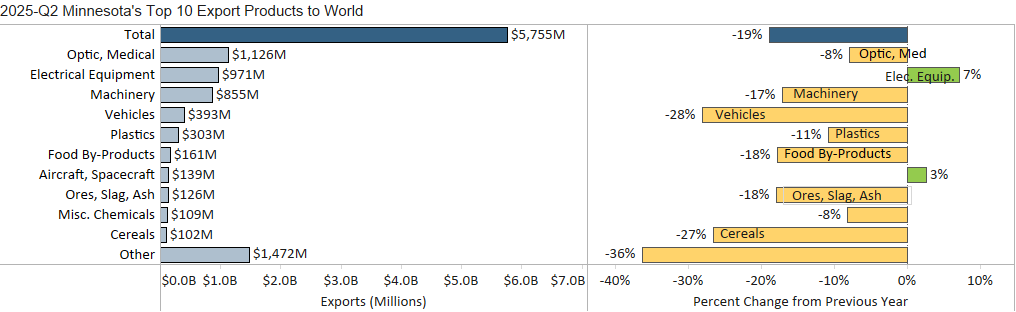 2025-Q2 Minnesota's Top 10 Export Products to World
Total $5,755M -19%
Optic, Medical $1,126M -8% Optic, Med
Electrical Equipment $971M Elec. Equip. 7%
Machinery $855M -17% Machinery
Vehicles $393M -28% Vehicles
Plastics $303M -11% Plastics
Food By-Products $161M -18% Food By-Products
Aircraft, Spacecraft $139M 3%
Ores, Slag, Ash $126M -18% Ores, Slag, Ash
Misc. Chemicals $109M -8%
Cereals $102M -27% Cereals
Other $1,472M -36%
$0.0B $1.0B $2.0B $3.0B $4.0B $5.0B $6.0B $7.0B -40% -30% -20% -10% 0% 10%
Exports (Millions) Percent Change from Previous Year